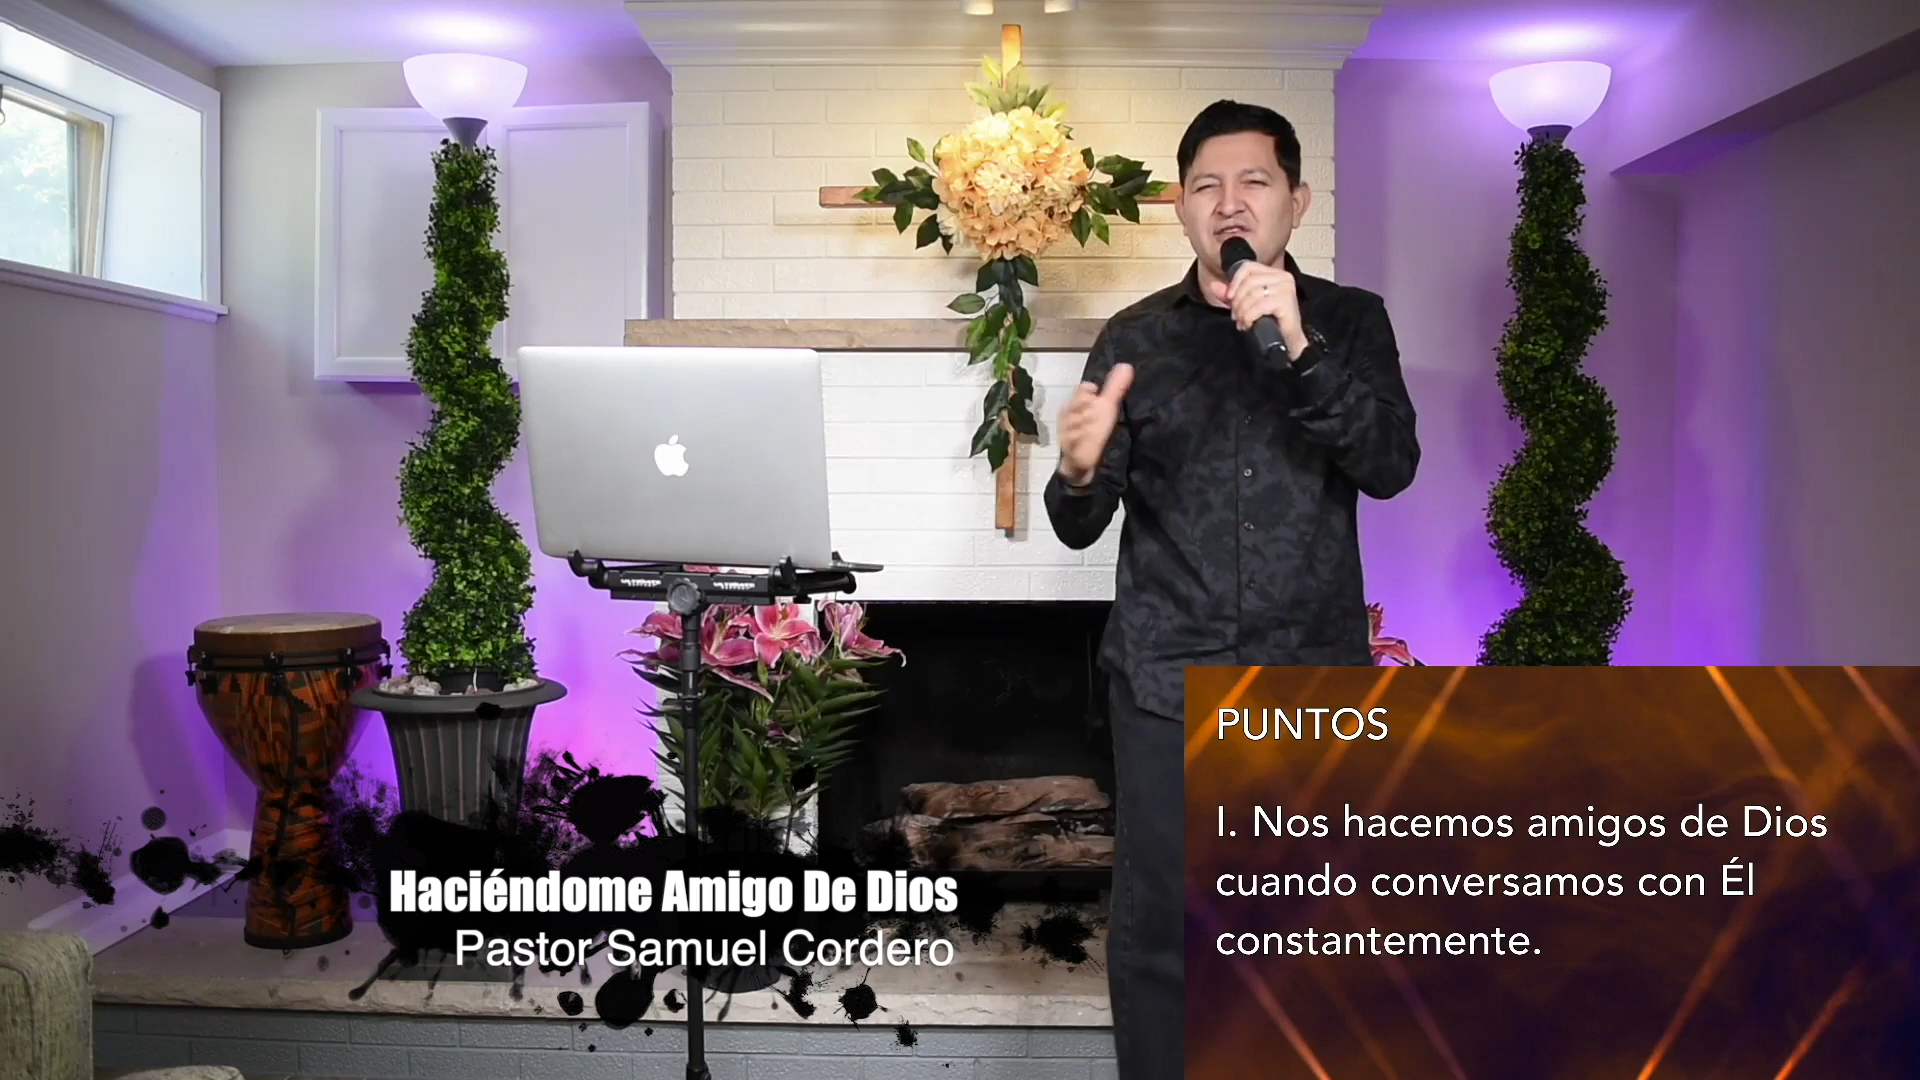 PUNTOS
I. Nos hacemos amigos de Dios
cuando conversamos con Él
constantemente.
Haciéndome Amigo De Dios
Pastor Samuel Cordero